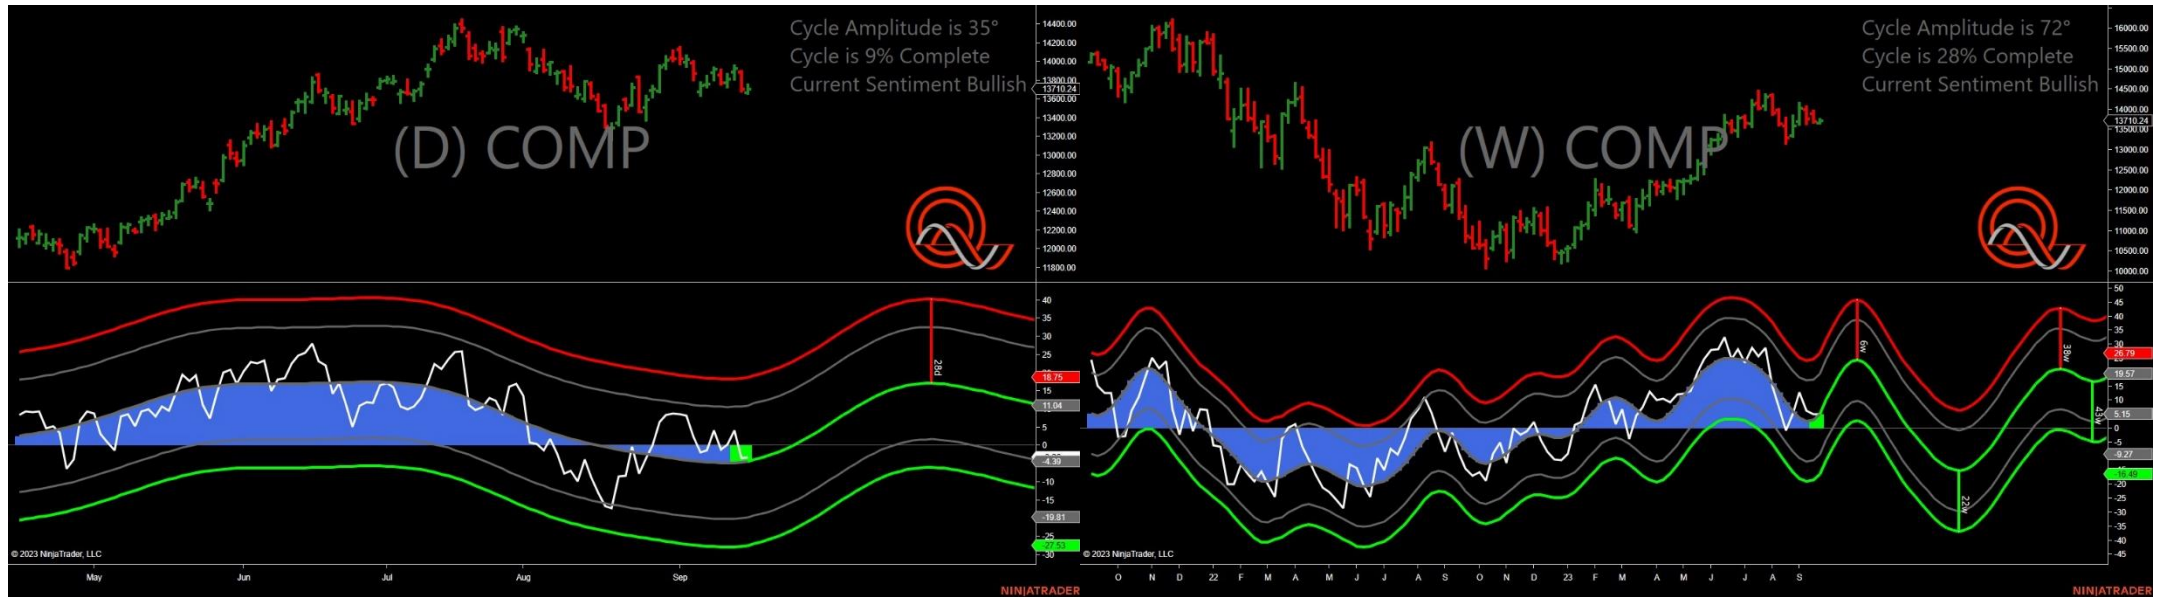 Cycle Amplitude is 35°
Cycle is 9% Complete
Current Sentiment Bullish
(D) COMP
14400.00
14200.00
14000.00
13800.00
13710.24
13600.00
13400.00
13200.00
13000.00
12800.00
12600.00
12400.00
12200.00
12000.00
11800.00
40
35
30
25
18.75
15
11.04
5
0
-4.39
-10
-15
-19.81
-25
-27.53
-30
28d
© 2023 NinjaTrader, LLC
May
Jun
Jul
Aug
Sep
NINJATRADER
Cycle Amplitude is 72°
Cycle is 28% Complete
Current Sentiment Bullish
(W) COMP
16000.00
15500.00
15000.00
14500.00
14000.00
13710.24
13500.00
13000.00
12500.00
12000.00
11500.00
11000.00
10500.00
10000.00
50
45
40
35
30
26.79
19.57
15
10
5.15
0
-5
-9.27
-16.49
-20
-25
-30
-35
-40
-45
6w
22w
38w
43w
© 2023 NinjaTrader, LLC
O
N
D
22
F
M
A
M
J
J
A
S
O
N
D
23
F
M
A
M
J
J
A
S
NINJATRADER